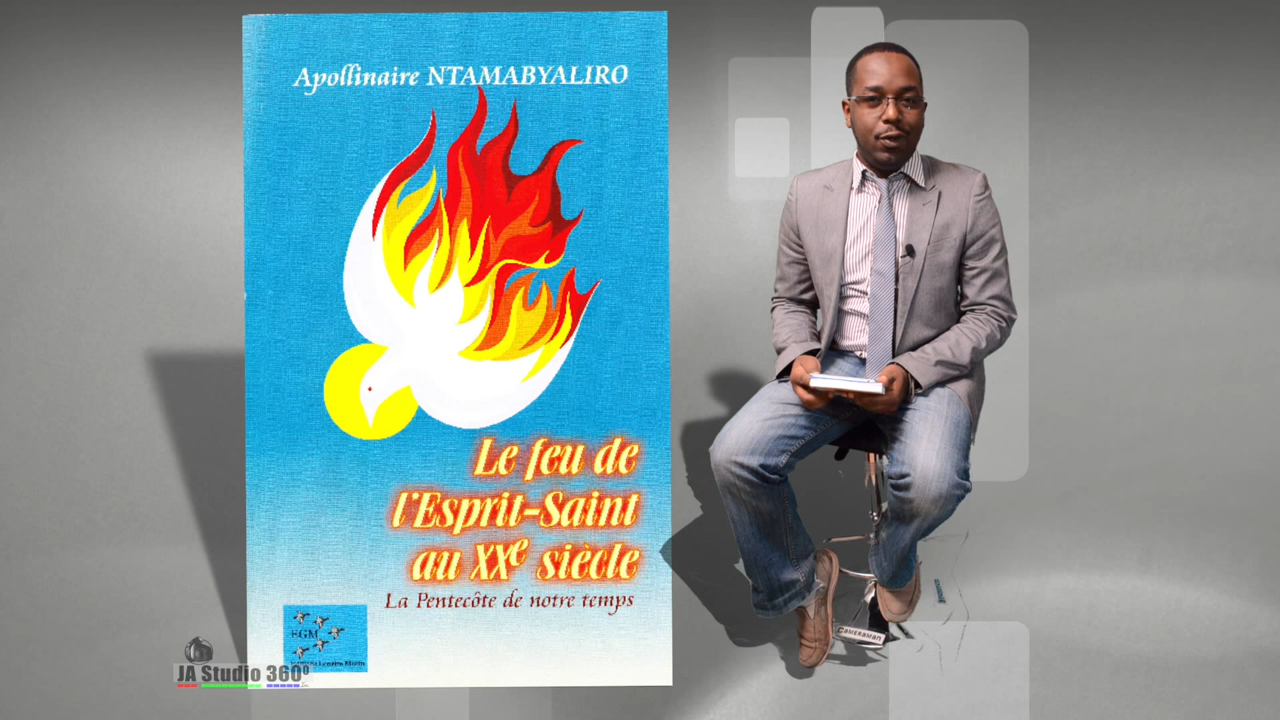 Apollinaire NTAMABYALIRO
Le feu de
l'Esprit-Saint
au XXe siècle
La Pentecôte de notre temps
EGM
JA Studio 360°
CAMERAMAN